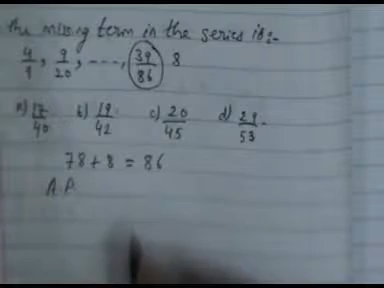 the missing term in the series is:-
4/9, 9/20, ----, 39/86 8
a) 17/40 b) 19/42 c) 20/45 d) 29/53
78+8 = 86
A.P.